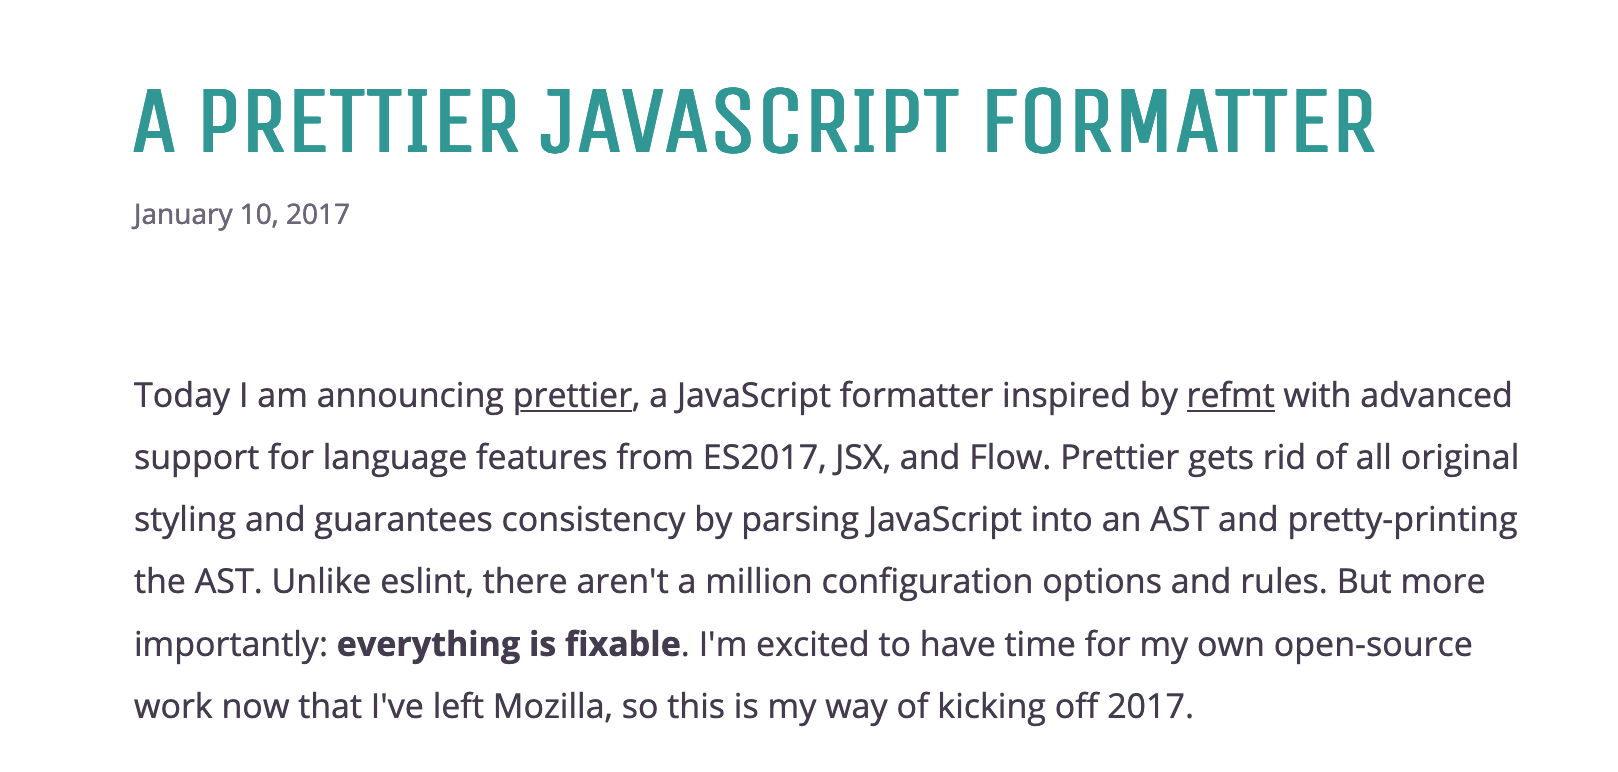 A PRETTIER JAVASCRIPT FORMATTER
January 10, 2017
Today I am announcing prettier, a JavaScript formatter inspired by refmt with advanced
support for language features from ES2017, JSX, and Flow. Prettier gets rid of all original
styling and guarantees consistency by parsing JavaScript into an AST and pretty-printing
the AST. Unlike eslint, there aren't a million configuration options and rules. But more
importantly: everything is fixable. I'm excited to have time for my own open-source
work now that I've left Mozilla, so this is my way of kicking off 2017.